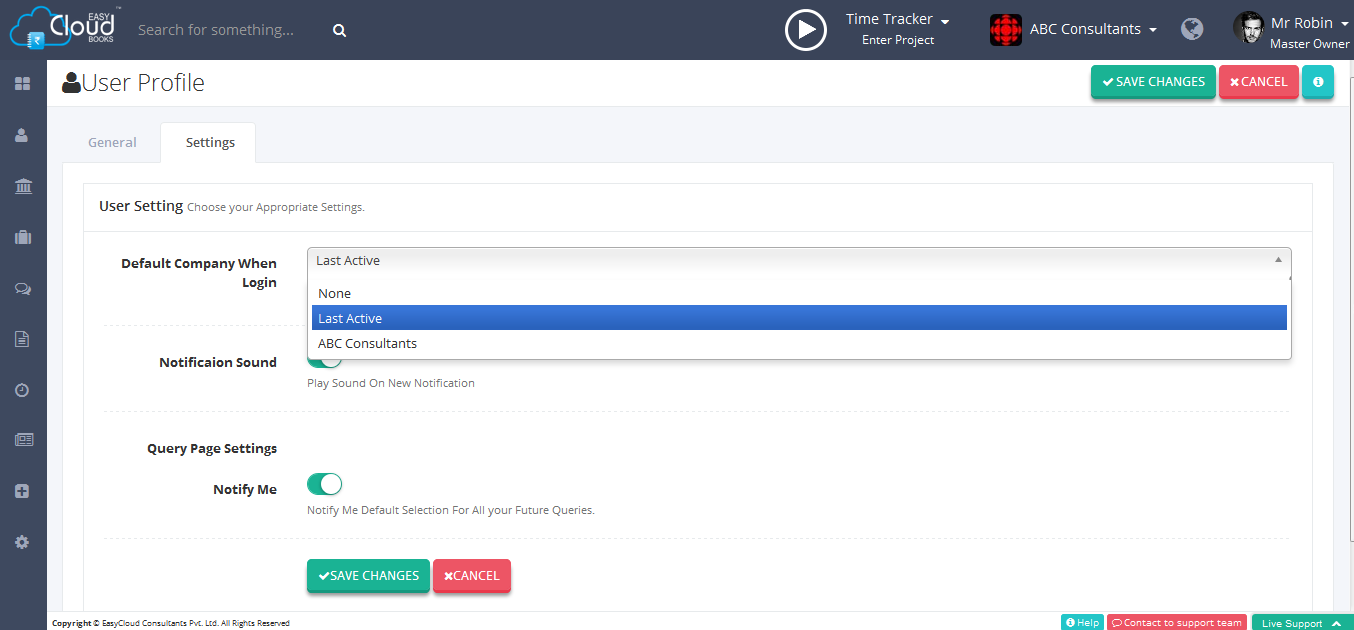 EASY
Cloud
BOOKS
™
Search for something...
Time Tracker
Enter Project
ABC Consultants
Mr Robin
Master Owner
User Profile
SAVE CHANGES
CANCEL
General
Settings
User Setting Choose your Appropriate Settings.
Default Company When
Login
Last Active
None
Last Active
ABC Consultants
Notificaion Sound
Play Sound On New Notification
Query Page Settings
Notify Me
Notify Me Default Selection For All your Future Queries.
SAVE CHANGES
CANCEL
Copyright © EasyCloud Consultants Pvt. Ltd. All Rights Reserved
Help
Contact to support team
Live Support